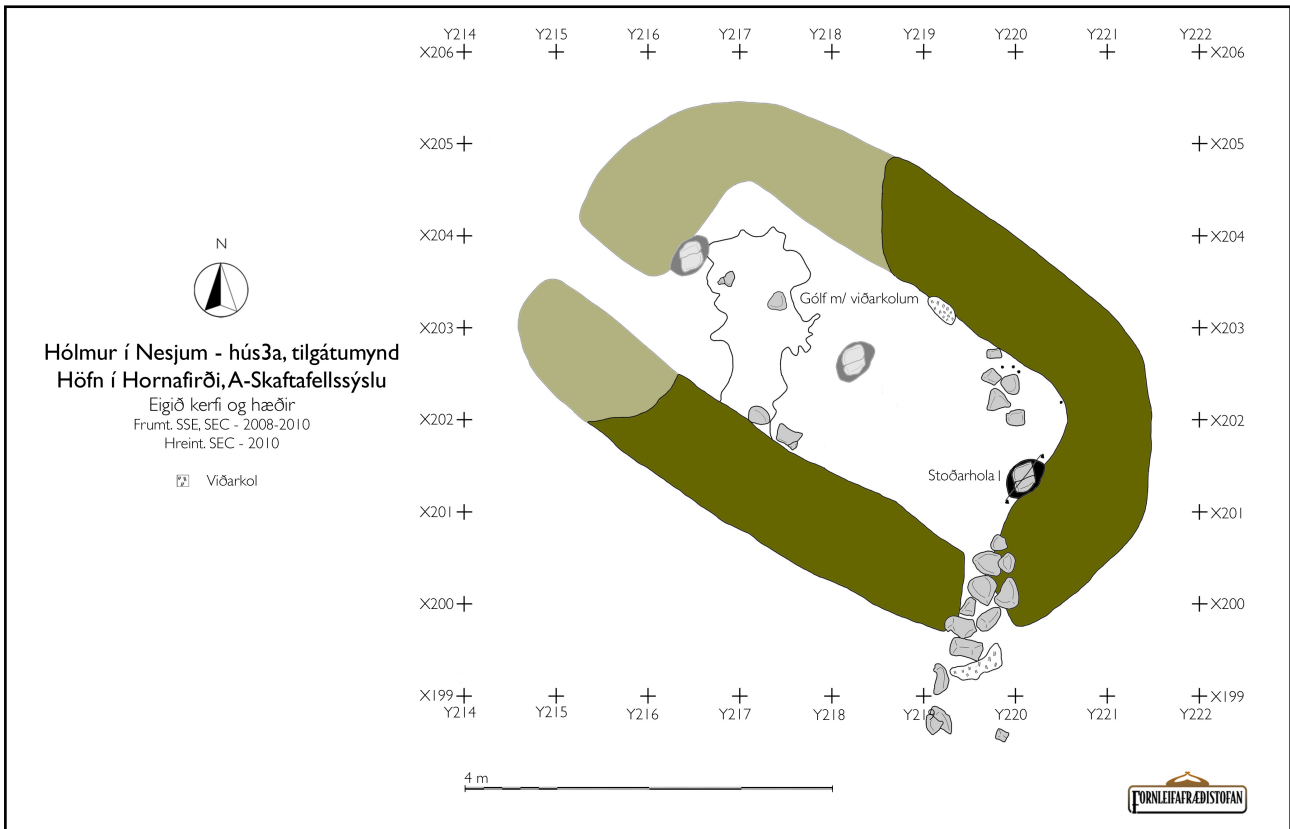 Y214 Y215 Y216 Y217 Y218 Y219 Y220 Y221 Y222
X206 X206
X205 X205
X204 X204
N
Gólf m/ viðarkolum
X203 X203
Hólmur í Nesjum - hús3a, tilgátumynd
Höfn í Hornafirði, A-Skaftafellssýslu
Eigið kerfi og hæðir
Frumt. SSE, SEC - 2008-2010
Hreint. SEC - 2010
X202 X202
Viðarkol
Stoðarhola 1
X201 X201
X200 X200
X199 X199
Y214 Y215 Y216 Y217 Y218 Y219 Y220 Y221 Y222
4 m
FORNLEIFAFRÆÐISTOFAN